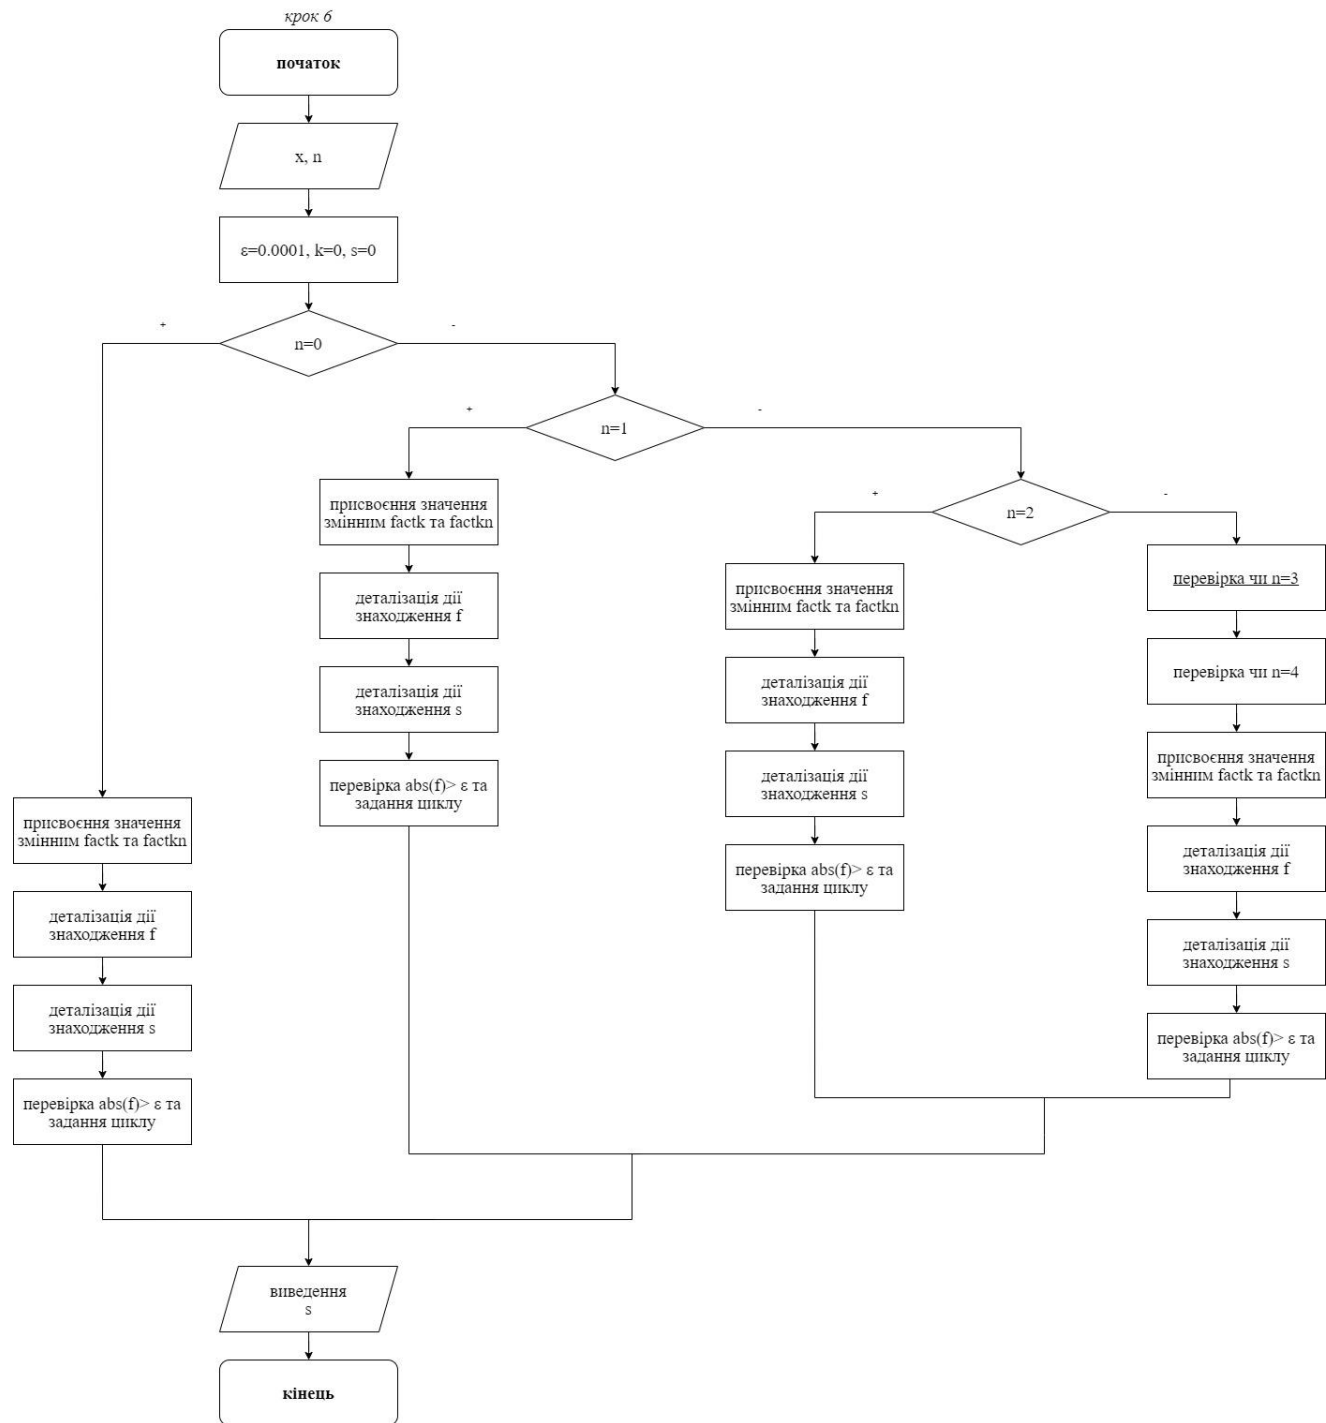 крок 6
початок
x, n
ε=0.0001, k=0, s=0
+
-
n=0
+
-
n=1
+
-
n=2
присвоєння значення
змінним factk та factkn
деталізація дії
знаходження f
деталізація дії
знаходження s
перевірка abs(f)> ε та
задання циклу
присвоєння значення
змінним factk та factkn
деталізація дії
знаходження f
деталізація дії
знаходження s
перевірка abs(f)> ε та
задання циклу
перевірка чи n=3
перевірка чи n=4
присвоєння значення
змінним factk та factkn
деталізація дії
знаходження f
деталізація дії
знаходження s
перевірка abs(f)> ε та
задання циклу
присвоєння значення
змінним factk та factkn
деталізація дії
знаходження f
деталізація дії
знаходження s
перевірка abs(f)> ε та
задання циклу
виведення
s
кінець